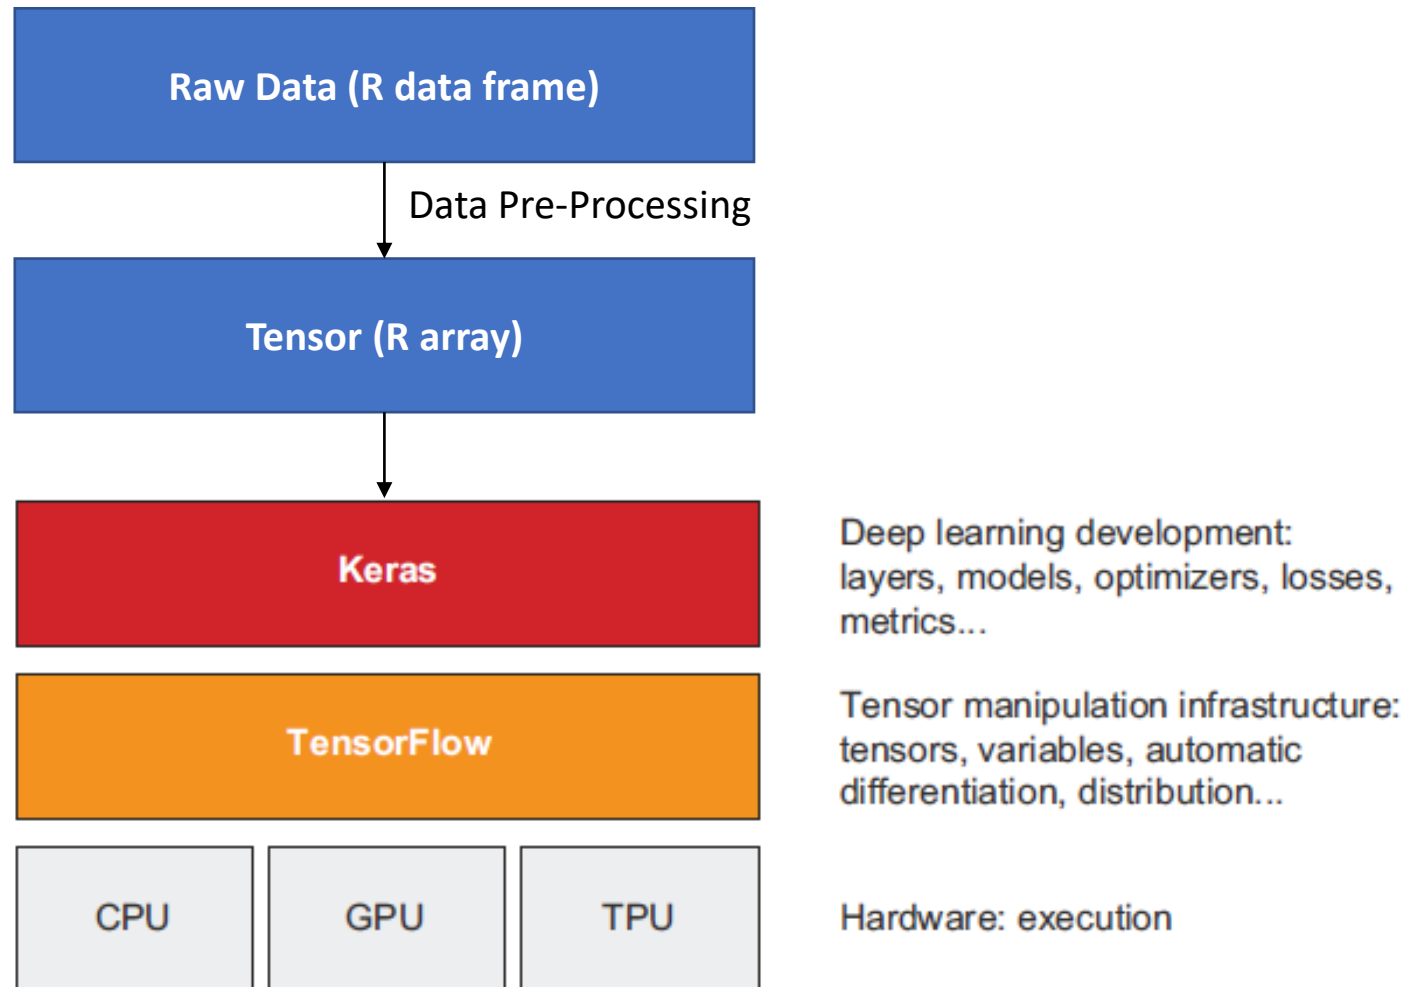 Raw Data (R data frame)
Data Pre-Processing
Tensor (R array)
Keras
Deep learning development:
layers, models, optimizers, losses,
metrics...
TensorFlow
Tensor manipulation infrastructure:
tensors, variables, automatic
differentiation, distribution...
CPU
GPU
TPU
Hardware: execution